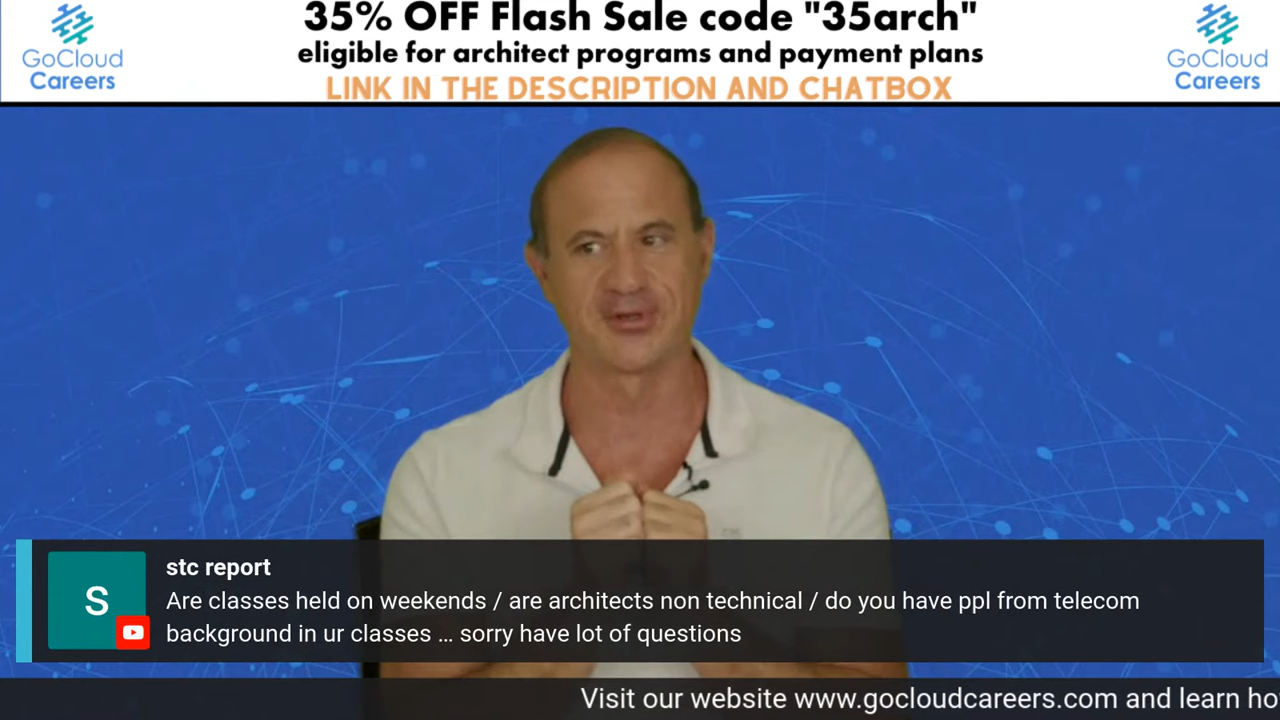 35% OFF Flash Sale code "35arch"
eligible for architect programs and payment plans
LINK IN THE DESCRIPTION AND CHATBOX
GoCloud
Careers
GoCloud
Careers
stc report
S
Are classes held on weekends / are architects non technical / do you have ppl from telecom
background in ur classes ... sorry have lot of questions
Visit our website www.gocloudcareers.com and learn ho